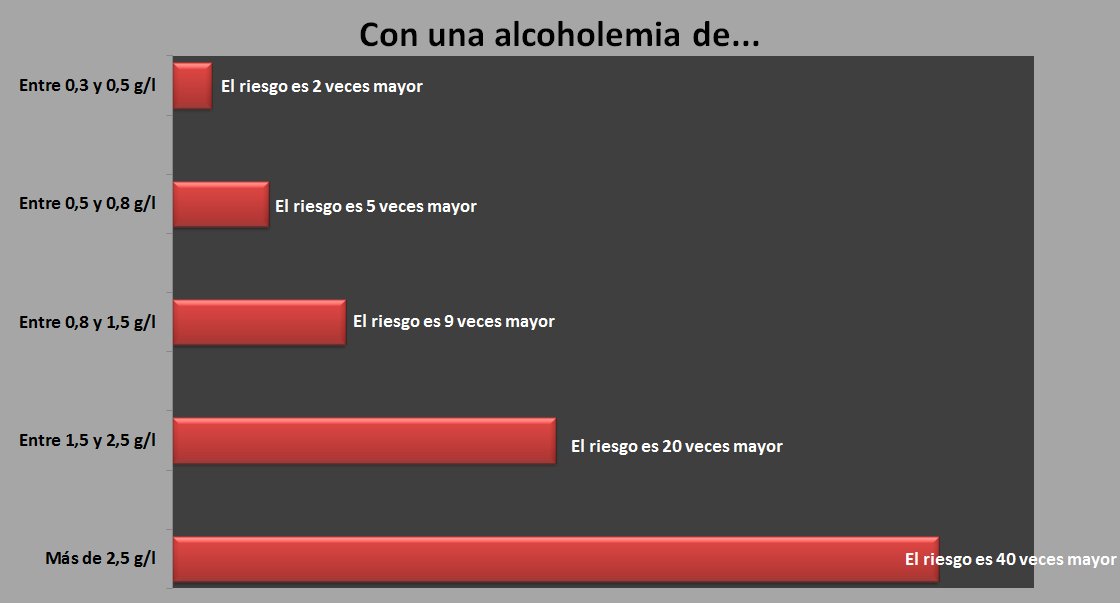 Con una alcoholemia de...
Entre 0,3 y 0,5 g/l
El riesgo es 2 veces mayor
Entre 0,5 y 0,8 g/l
El riesgo es 5 veces mayor
Entre 0,8 y 1,5 g/l
El riesgo es 9 veces mayor
Entre 1,5 y 2,5 g/l
El riesgo es 20 veces mayor
Más de 2,5 g/l
El riesgo es 40 veces mayor